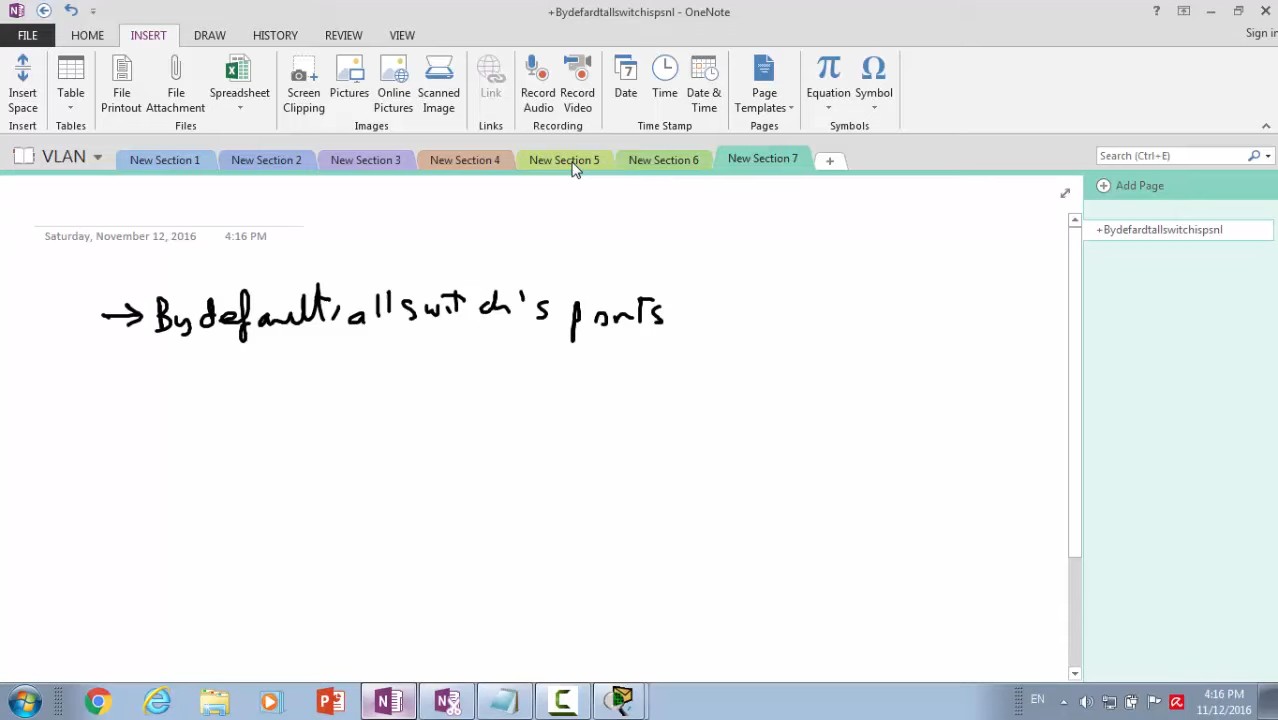 +Bydefardtallswitchispsnl - OneNote
?
FILE
HOME
INSERT
DRAW
HISTORY
REVIEW
VIEW
Sign in
Insert Space
Table
File Printout
File Attachment
Spreadsheet
Screen Clipping
Pictures
Online Pictures
Scanned Image
Link
Record Audio
Record Video
Date
Time
Date & Time
Page Templates
π Equation
Ω Symbol
Insert
Tables
Files
Images
Links
Recording
Time Stamp
Pages
Symbols
VLAN
New Section 1
New Section 2
New Section 3
New Section 4
New Section 5
New Section 6
New Section 7
+
Search (Ctrl+E)
Add Page
+Bydefardtallswitchispsnl
Saturday, November 12, 2016 4:16 PM
→ By default, all switch's ports
EN
4:16 PM
11/12/2016